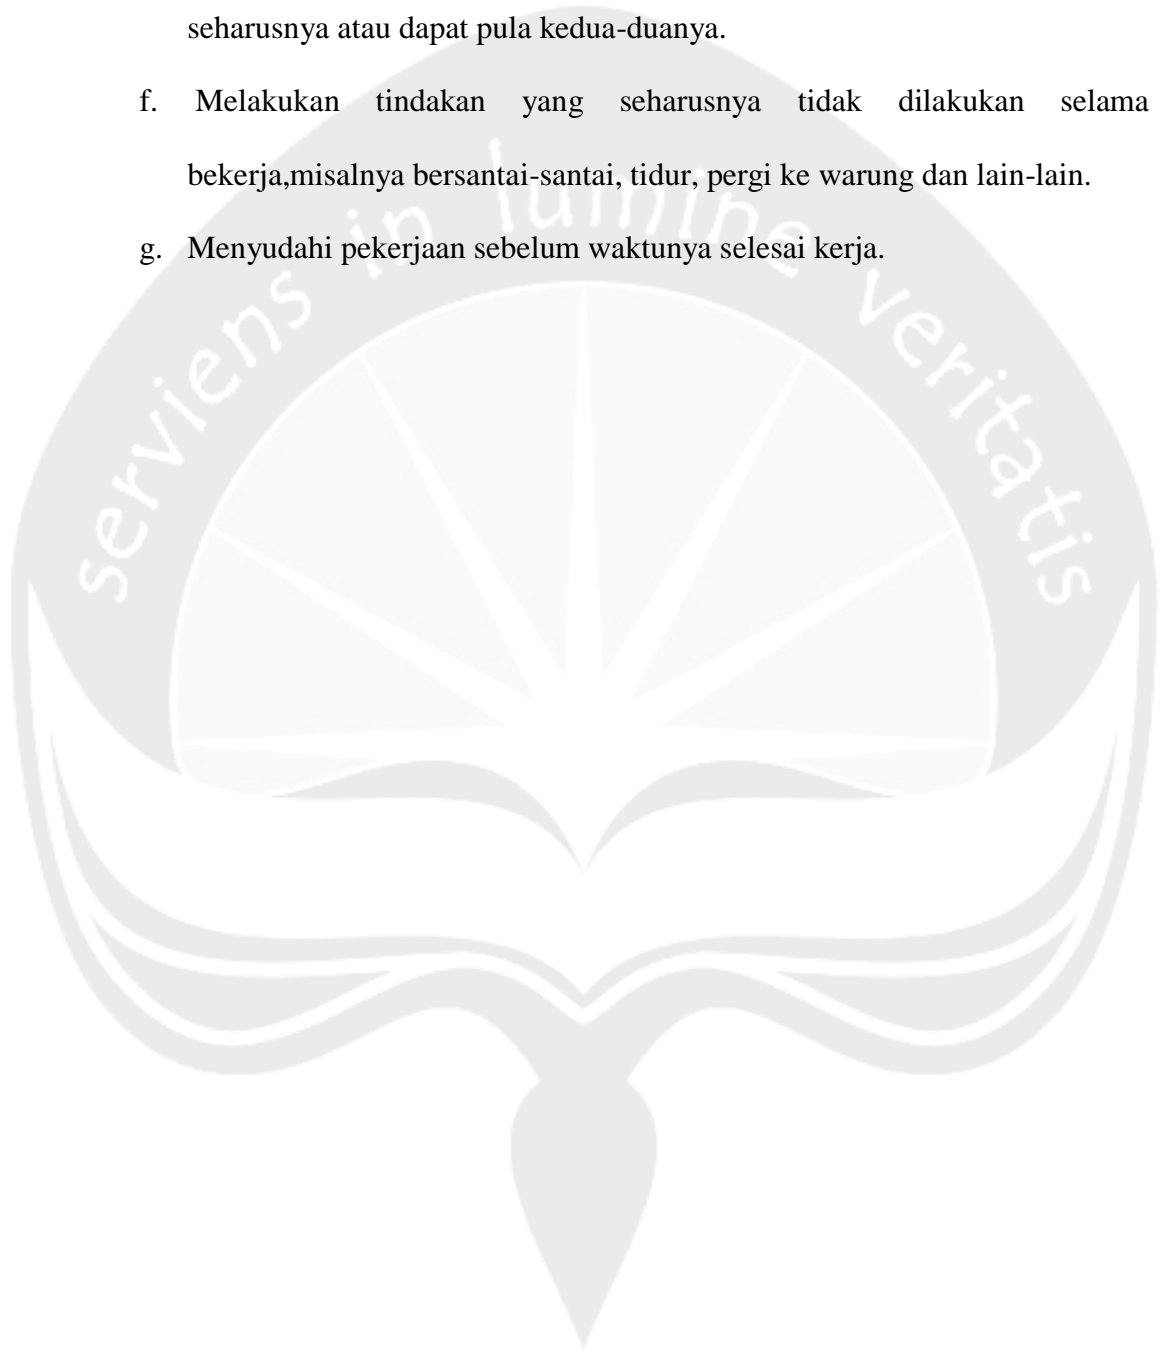 seharusnya atau dapat pula kedua-duanya.
f. Melakukan tindakan yang seharusnya tidak dilakukan selama
bekerja,misalnya bersantai-santai, tidur, pergi ke warung dan lain-lain.
g. Menyudahi pekerjaan sebelum waktunya selesai kerja.
serviens in lumine veritatis